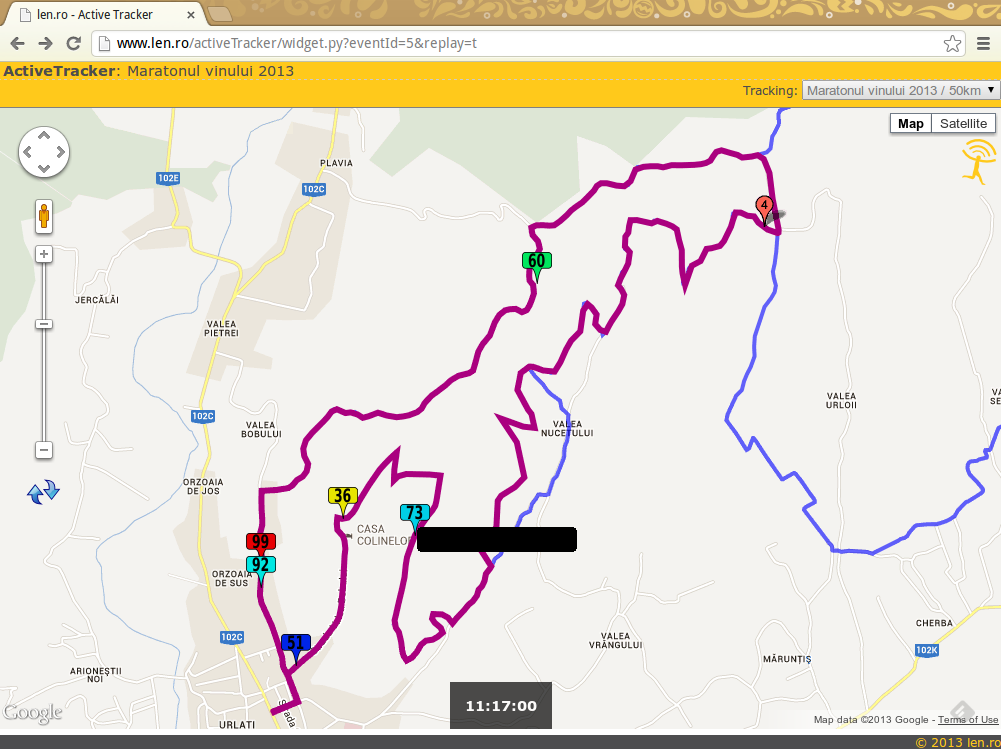 len.ro - Active Tracker
www.len.ro/activeTracker/widget.py?eventId=5&replay=t
ActiveTracker: Maratonul vinului 2013
Tracking: Maratonul vinului 2013 / 50km
Map Satellite
PLAVIA
102E
102C
4
60
JERCĂLĂI
VALEA
PIETREI
VALEA
URLOII
102C
VALEA
BOBULUI
VALEA
NUCETULUI
VA
SE
ORZOAIA
DE JOS
36
73
CASA
COLINELOR
99
92
ORZOAIA
DE SUS
102C
51
CHERBA
VALEA
VRÂNGULUI
102K
MĂRUNȚIȘ
ARIONEȘTII
NOI
Strada
URLATI
11:17:00
Google
Map data ©2013 Google - Terms of Use
© 2013 len.ro